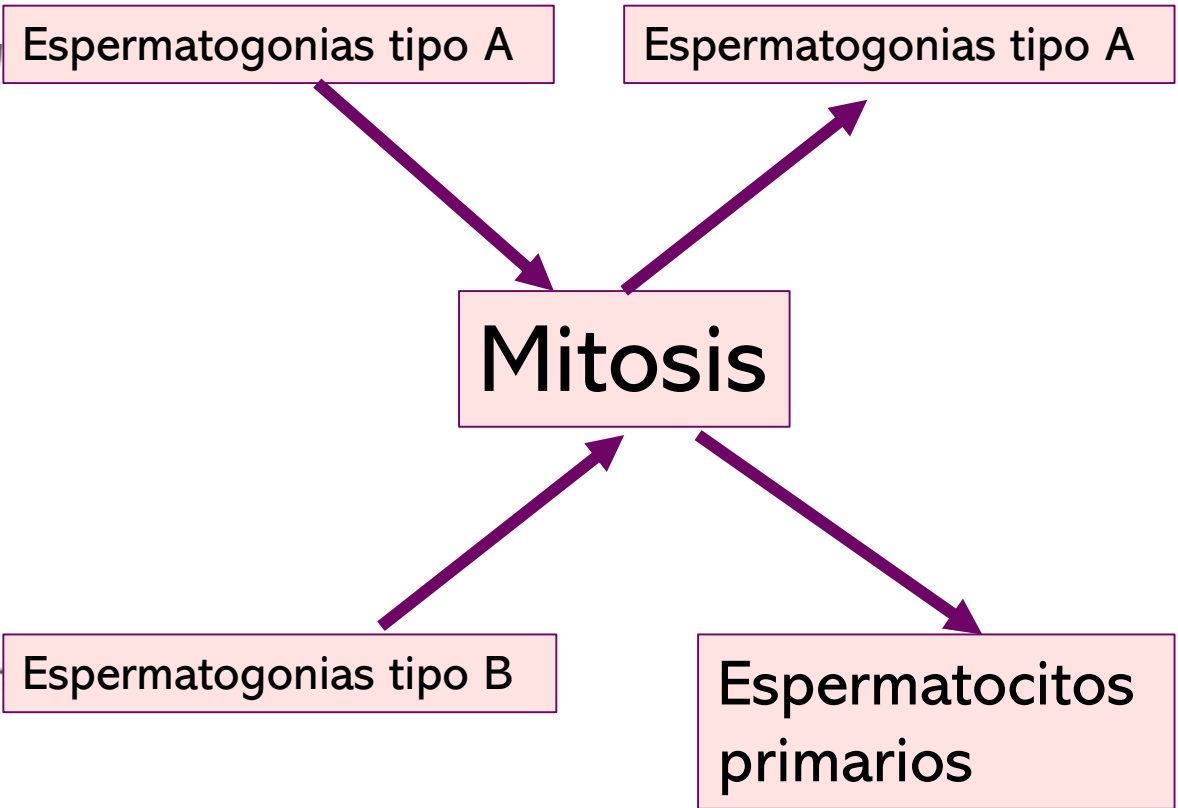 Espermatogonias tipo A
Espermatogonias tipo A
Mitosis
Espermatogonias tipo B
Espermatocitos
primarios